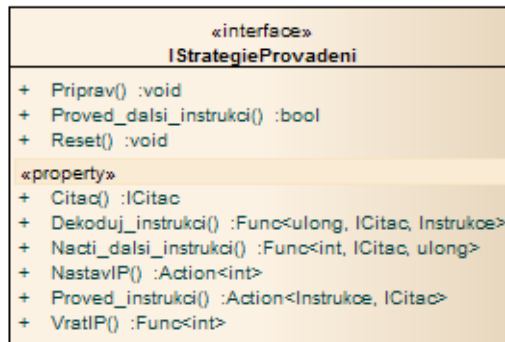 «interface»
IStrategieProvadeni
+ Priprav() :void
+ Proved_dalsi_instrukci() :bool
+ Reset() :void
«property»
+ Citac() :ICitac
+ Dekoduj_instrukci() :Func<ulong, ICitac, Instrukce>
+ Nacti_dalsi_instrukci() :Func<int, ICitac, ulong>
+ NastavIP() :Action<int>
+ Proved_instrukci() :Action<Instrukce, ICitac>
+ VratIP() :Func<int>